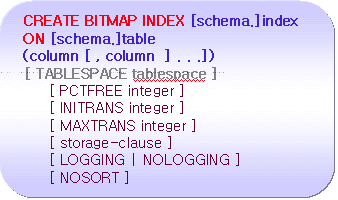 CREATE BITMAP INDEX [schema.]index
ON [schema.]table
(column [ , column ] . . .])
[ TABLESPACE tablespace ]
[ PCTFREE integer ]
[ INITRANS integer ]
[ MAXTRANS integer ]
[ storage-clause ]
[ LOGGING | NOLOGGING ]
[ NOSORT ]